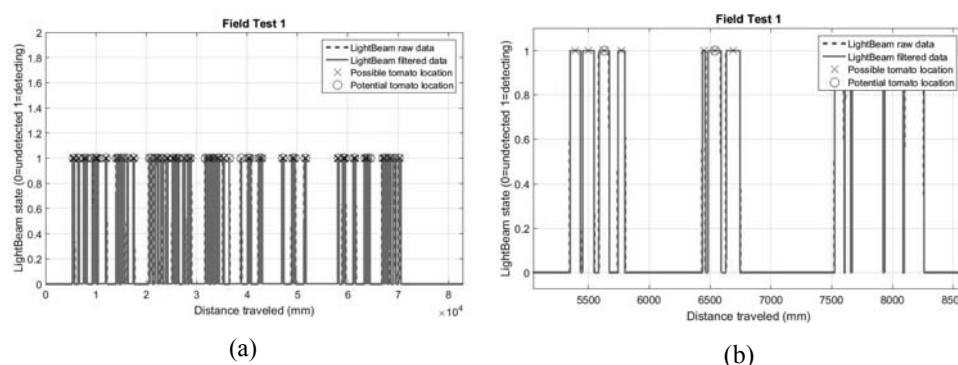 Field Test 1
LightBeam raw data
LightBeam filtered data
Possible tomato location
Potential tomato location
LightBeam state (0=undetected 1=detecting)
2
1.8
1.6
1.4
1.2
1
0.8
0.6
0.4
0.2
0
0 1 2 3 4 5 6 7 8
Distance traveled (mm)
×10⁴
(a)
Field Test 1
LightBeam raw data
LightBeam filtered data
Possible tomato location
Potential tomato location
LightBeam state (0=undetected 1=detecting)
1
0.8
0.6
0.4
0.2
0
5500 6000 6500 7000 7500 8000 850
Distance traveled (mm)
(b)